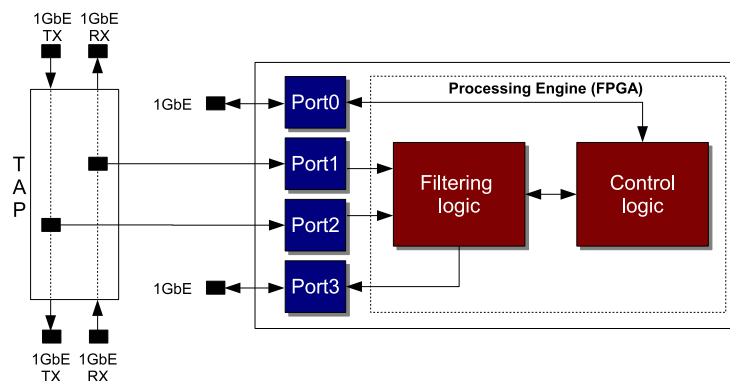 1GbE
TX
1GbE
RX
T
A
P
1GbE
TX
1GbE
RX
1GbE
1GbE
Port0
Port1
Port2
Port3
Processing Engine (FPGA)
Filtering
logic
Control
logic